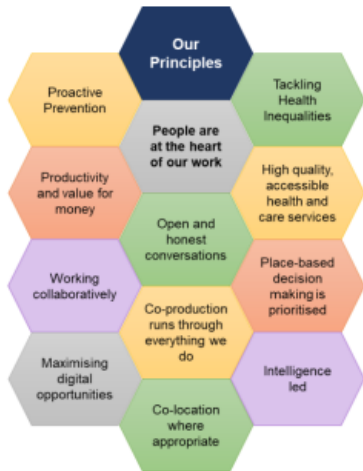 Our
Principles
Proactive
Prevention
Tackling
Health
Inequalities
People are
at the heart
of our work
Productivity
and value for
money
High quality,
accessible
health and
care services
Open and
honest
conversations
Working
collaboratively
Place-based
decision
making is
prioritised
Co-production
runs through
everything we
do
Maximising
digital
opportunities
Intelligence
led
Co-location
where
appropriate